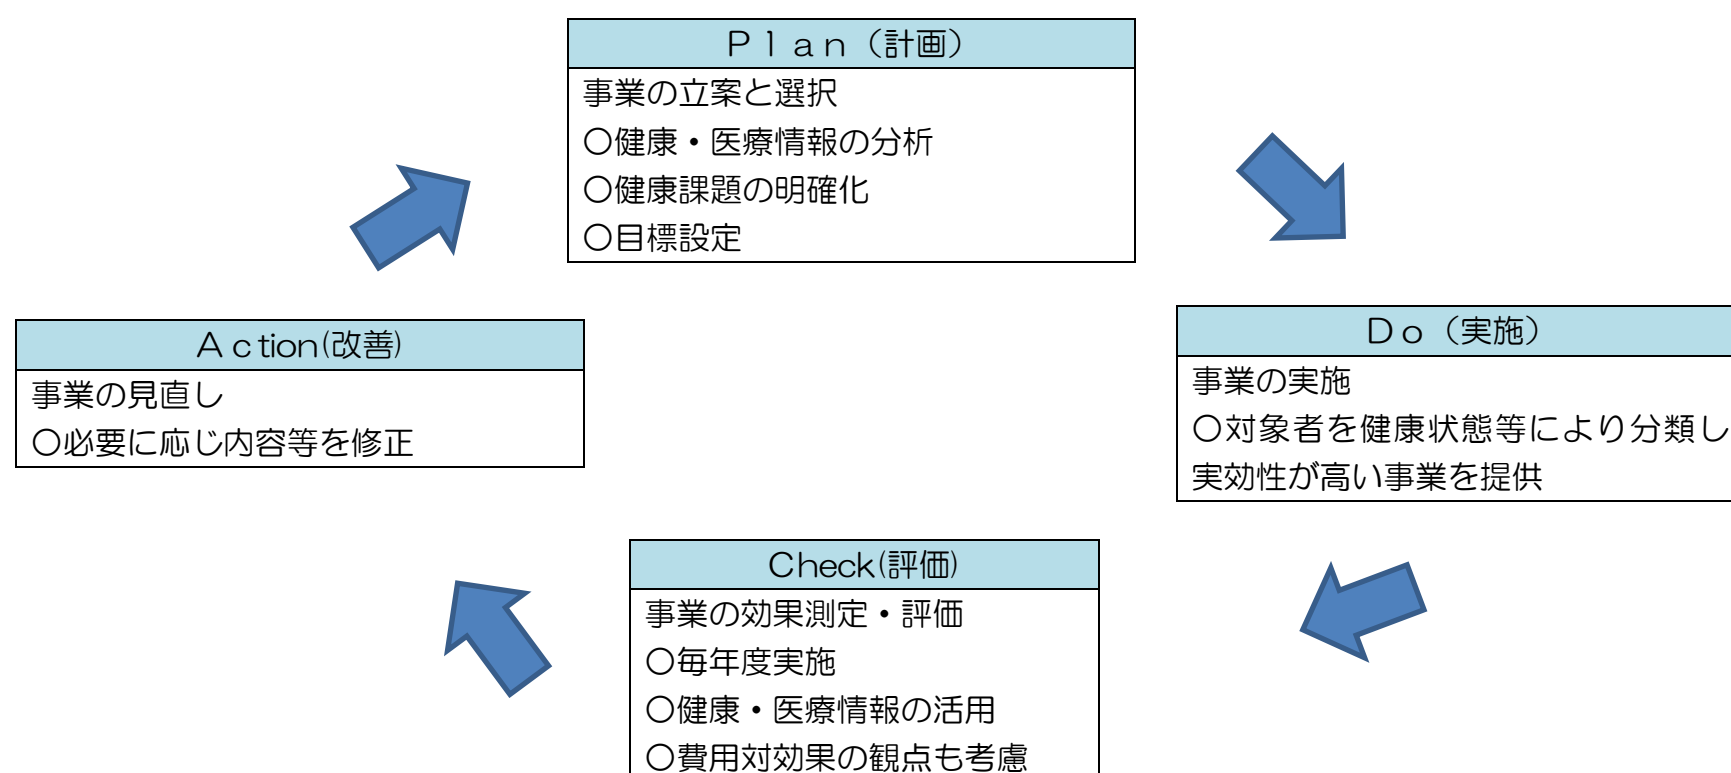 Ｐｌａｎ（計画）
事業の立案と選択
○健康・医療情報の分析
○健康課題の明確化
○目標設定
Ｄｏ（実施）
事業の実施
○対象者を健康状態等により分類し
実効性が高い事業を提供
Check(評価)
事業の効果測定・評価
○毎年度実施
○健康・医療情報の活用
○費用対効果の観点も考慮
Ａｃtion(改善)
事業の見直し
○必要に応じ内容等を修正